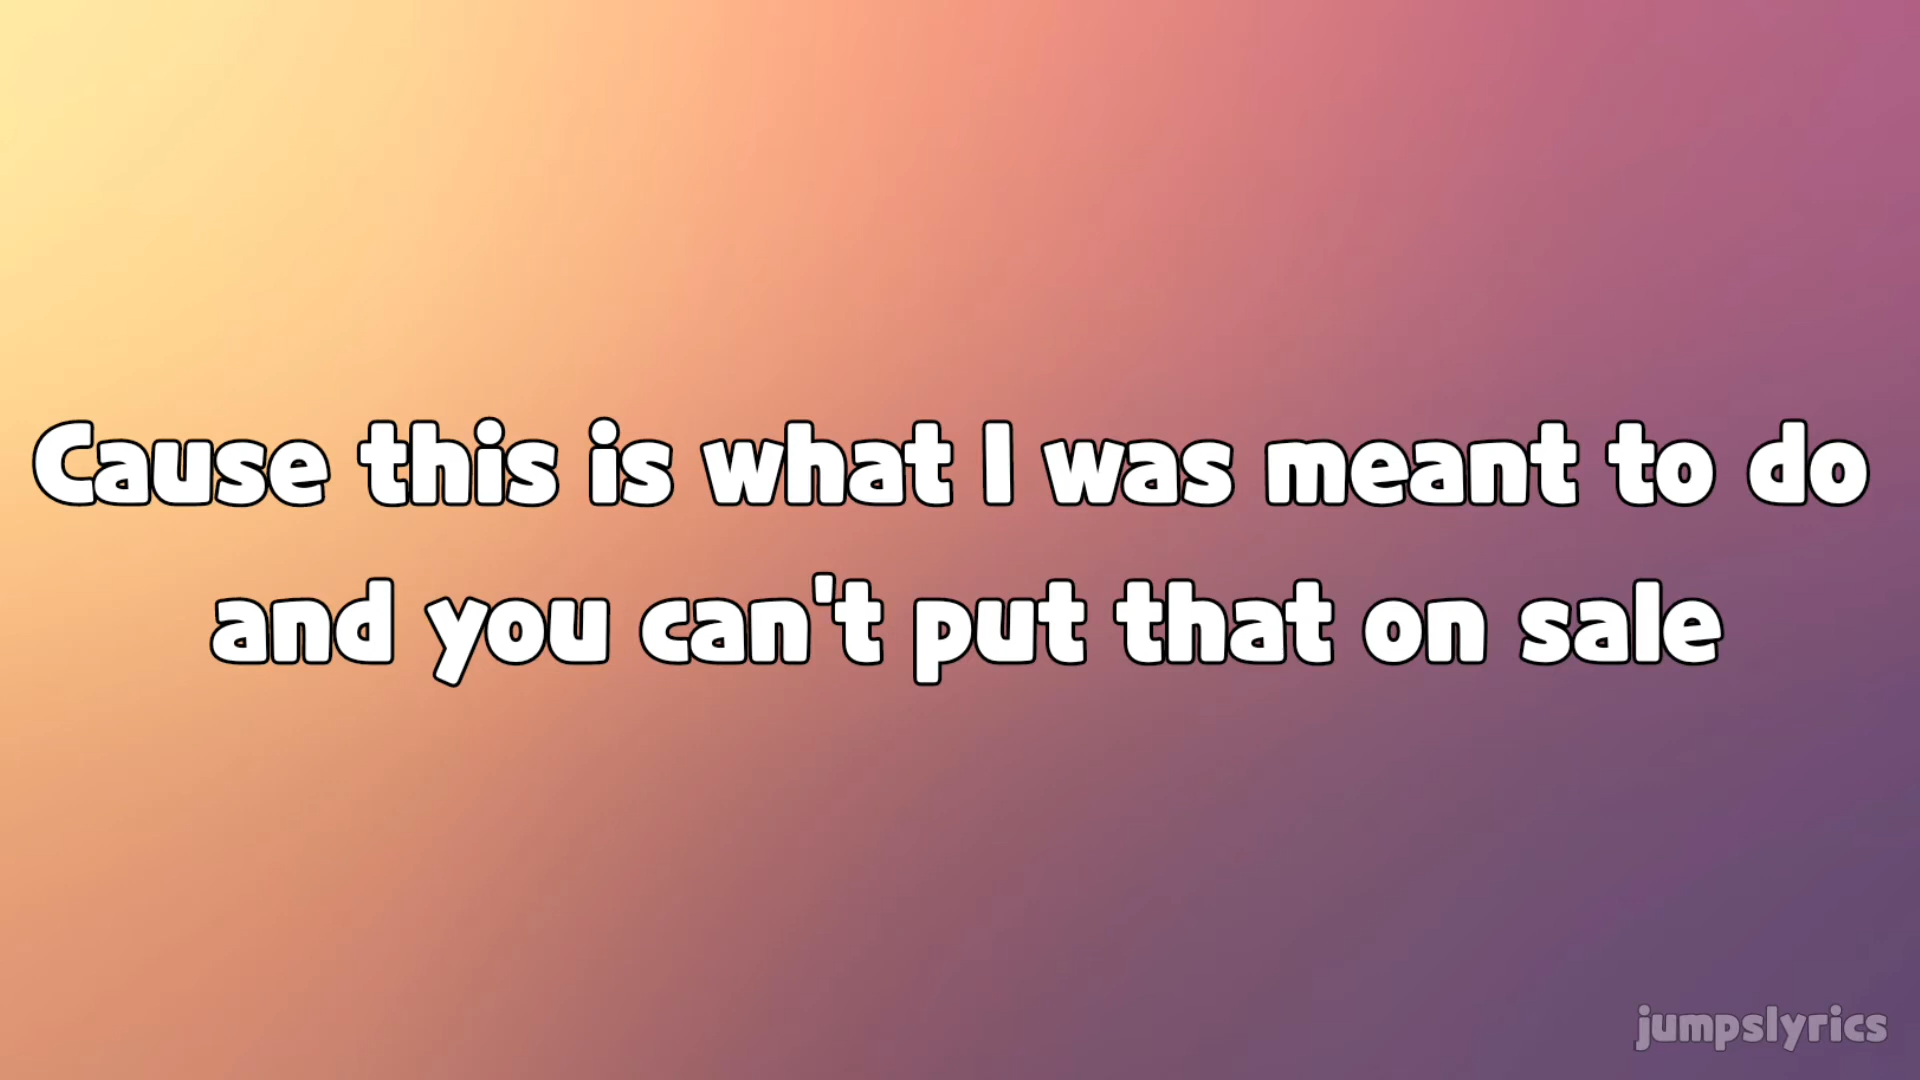 Cause this is what I was meant to do
and you can't put that on sale
jumpslyrics